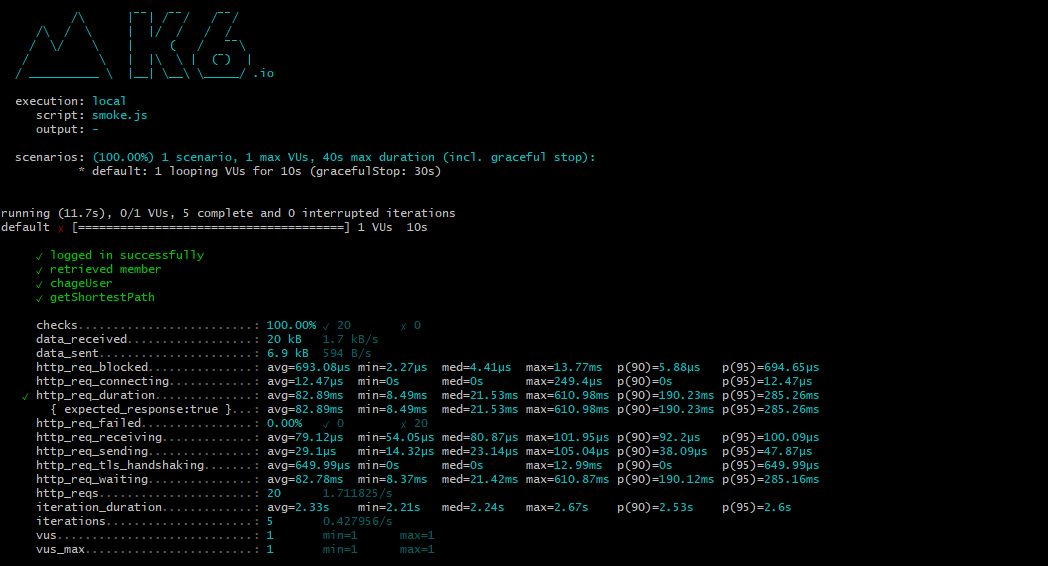 /\      |‾‾| /‾‾/   /‾‾/
     /\  /  \     |  |/  /   /  /
    /  \/    \    |     (   /   ‾‾\
   /          \   |  |\  \ |  (‾)  |
  / __________ \  |__| \__\ \_____/ .io
execution: local
script: smoke.js
output: -
scenarios: (100.00%) 1 scenario, 1 max VUs, 40s max duration (incl. graceful stop):
* default: 1 looping VUs for 10s (gracefulStop: 30s)
running (11.7s), 0/1 VUs, 5 complete and 0 interrupted iterations
default ✗ [======================================] 1 VUs  10s
✓ logged in successfully
✓ retrieved member
✓ chageUser
✓ getShortestPath
checks.........................: 100.00% ✓ 20       ✗ 0
data_received..................: 20 kB   1.7 kB/s
data_sent......................: 6.9 kB  594 B/s
http_req_blocked...............: avg=693.08µs min=2.27µs  med=4.41µs  max=13.77ms  p(90)=5.88µs   p(95)=694.65µs
http_req_connecting............: avg=12.47µs  min=0s      med=0s      max=249.4µs  p(90)=0s       p(95)=12.47µs
✓ http_req_duration..............: avg=82.89ms  min=8.49ms  med=21.53ms max=610.98ms p(90)=190.23ms p(95)=285.26ms
{ expected_response:true }...: avg=82.89ms  min=8.49ms  med=21.53ms max=610.98ms p(90)=190.23ms p(95)=285.26ms
http_req_failed................: 0.00%   ✓ 0        ✗ 20
http_req_receiving.............: avg=79.12µs  min=54.05µs med=80.87µs max=101.95µs p(90)=92.2µs   p(95)=100.09µs
http_req_sending...............: avg=29.1µs   min=14.32µs med=23.14µs max=105.04µs p(90)=38.09µs  p(95)=47.87µs
http_req_tls_handshaking.......: avg=649.99µs min=0s      med=0s      max=12.99ms  p(90)=0s       p(95)=649.99µs
http_req_waiting...............: avg=82.78ms  min=8.37ms  med=21.42ms max=610.87ms p(90)=190.12ms p(95)=285.16ms
http_reqs......................: 20      1.711825/s
iteration_duration.............: avg=2.33s    min=2.21s   med=2.24s   max=2.67s    p(90)=2.53s    p(95)=2.6s
iterations.....................: 5       0.427956/s
vus............................: 1       min=1      max=1
vus_max........................: 1       min=1      max=1